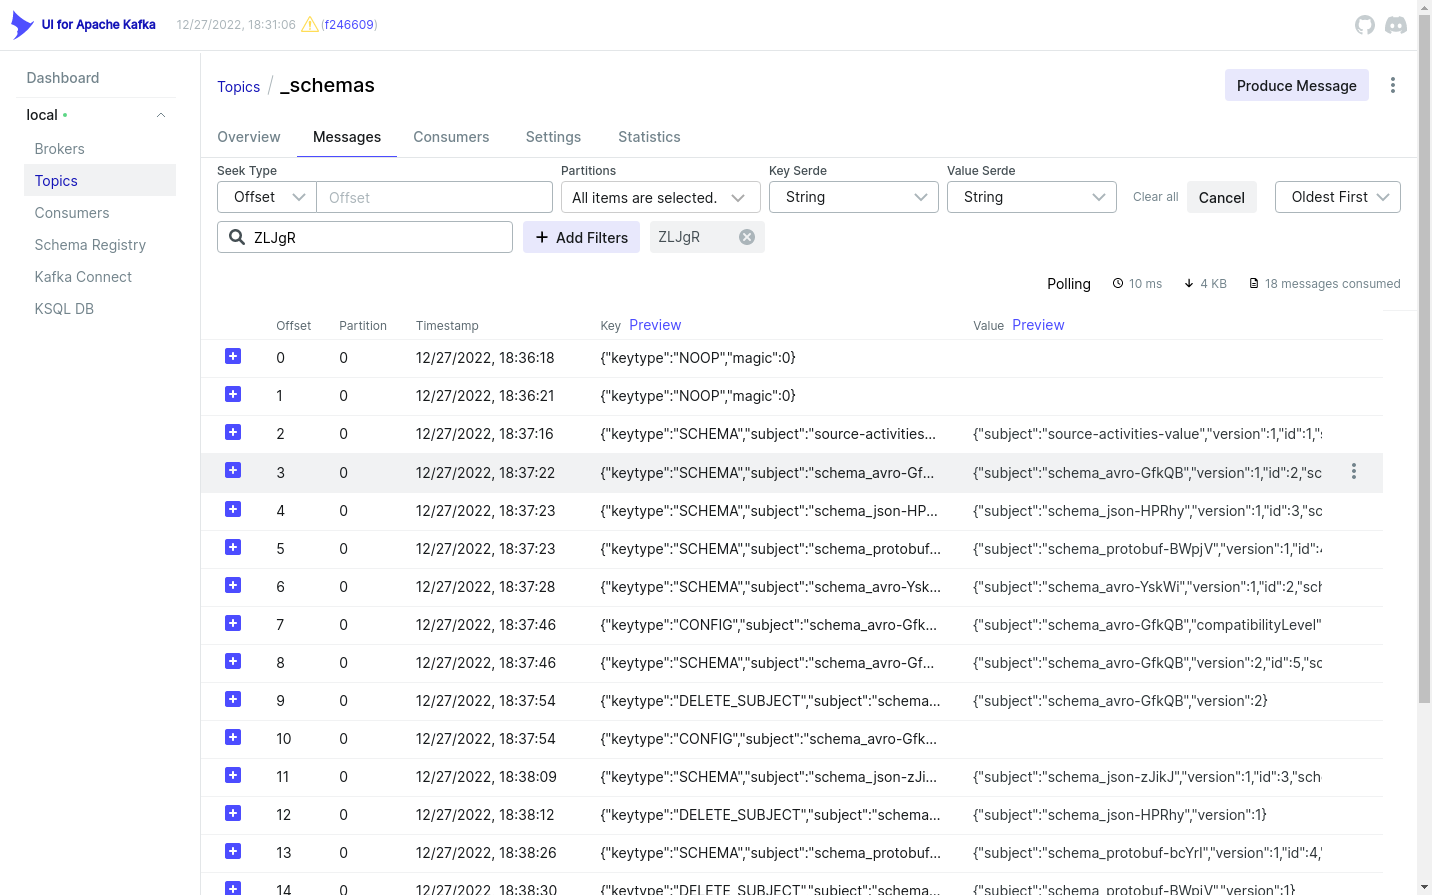 UI for Apache Kafka 12/27/2022, 18:31:06 (f246609)
Dashboard
local
Brokers
Topics
Consumers
Schema Registry
Kafka Connect
KSQL DB
Topics / _schemas
Produce Message
Overview Messages Consumers Settings Statistics
Seek Type Partitions Key Serde Value Serde
Offset Offset All items are selected. String String Clear all Cancel Oldest First
ZLJgR + Add Filters ZLJgR
Polling 10 ms 4 KB 18 messages consumed
Offset Partition Timestamp Key Preview Value Preview
0 0 12/27/2022, 18:36:18 {"keytype":"NOOP","magic":0}
1 0 12/27/2022, 18:36:21 {"keytype":"NOOP","magic":0}
2 0 12/27/2022, 18:37:16 {"keytype":"SCHEMA","subject":"source-activities... {"subject":"source-activities-value","version":1,"id":1,"
3 0 12/27/2022, 18:37:22 {"keytype":"SCHEMA","subject":"schema_avro-Gf... {"subject":"schema_avro-GfkQB","version":1,"id":2,"sc
4 0 12/27/2022, 18:37:23 {"keytype":"SCHEMA","subject":"schema_json-HP... {"subject":"schema_json-HPRhy","version":1,"id":3,"sc
5 0 12/27/2022, 18:37:23 {"keytype":"SCHEMA","subject":"schema_protobuf... {"subject":"schema_protobuf-BWpjV","version":1,"id":
6 0 12/27/2022, 18:37:28 {"keytype":"SCHEMA","subject":"schema_avro-Ysk... {"subject":"schema_avro-YskWi","version":1,"id":2,"sch
7 0 12/27/2022, 18:37:46 {"keytype":"CONFIG","subject":"schema_avro-Gfk... {"subject":"schema_avro-GfkQB","compatibilityLevel"
8 0 12/27/2022, 18:37:46 {"keytype":"SCHEMA","subject":"schema_avro-Gf... {"subject":"schema_avro-GfkQB","version":2,"id":5,"sc
9 0 12/27/2022, 18:37:54 {"keytype":"DELETE_SUBJECT","subject":"schema... {"subject":"schema_avro-GfkQB","version":2}
10 0 12/27/2022, 18:37:54 {"keytype":"CONFIG","subject":"schema_avro-Gfk...
11 0 12/27/2022, 18:38:09 {"keytype":"SCHEMA","subject":"schema_json-zJi... {"subject":"schema_json-zJikJ","version":1,"id":3,"sch
12 0 12/27/2022, 18:38:12 {"keytype":"DELETE_SUBJECT","subject":"schema... {"subject":"schema_json-HPRhy","version":1}
13 0 12/27/2022, 18:38:26 {"keytype":"SCHEMA","subject":"schema_protobuf... {"subject":"schema_protobuf-bcYrI","version":1,"id":4,"
14 0 12/27/2022, 18:38:30 {"keytype":"DELETE_SUBJECT","subject":"schema... {"subject":"schema_protobuf-BWpjV","version":1}